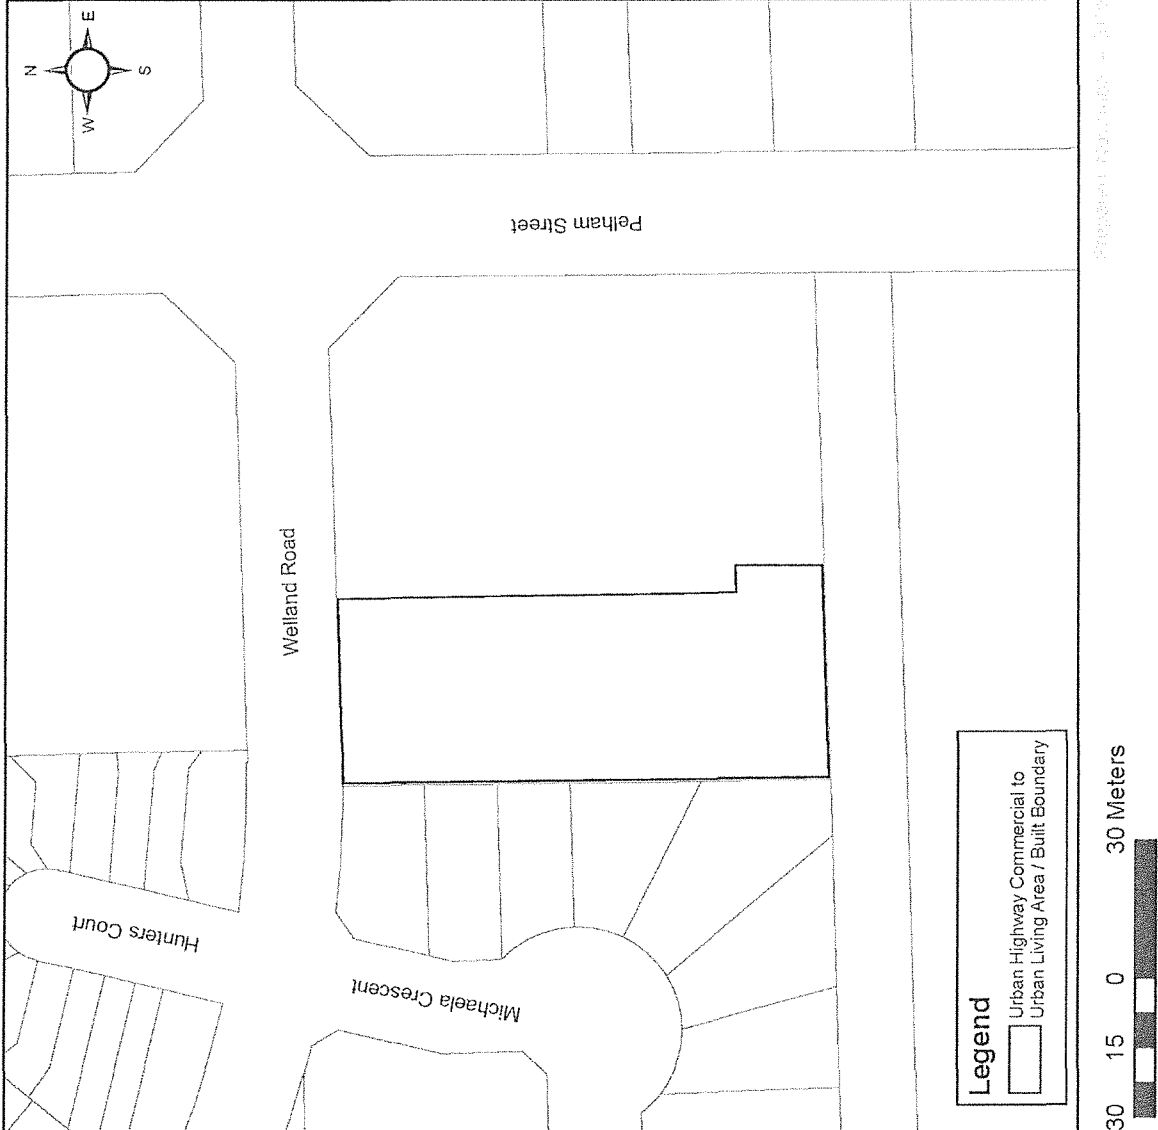 N
E
W
S
Pelham Street
Welland Road
Hunters Court
Michaela Crescent
Legend
Urban Highway Commercial to
Urban Living Area / Built Boundary
30 15 0 30 Meters